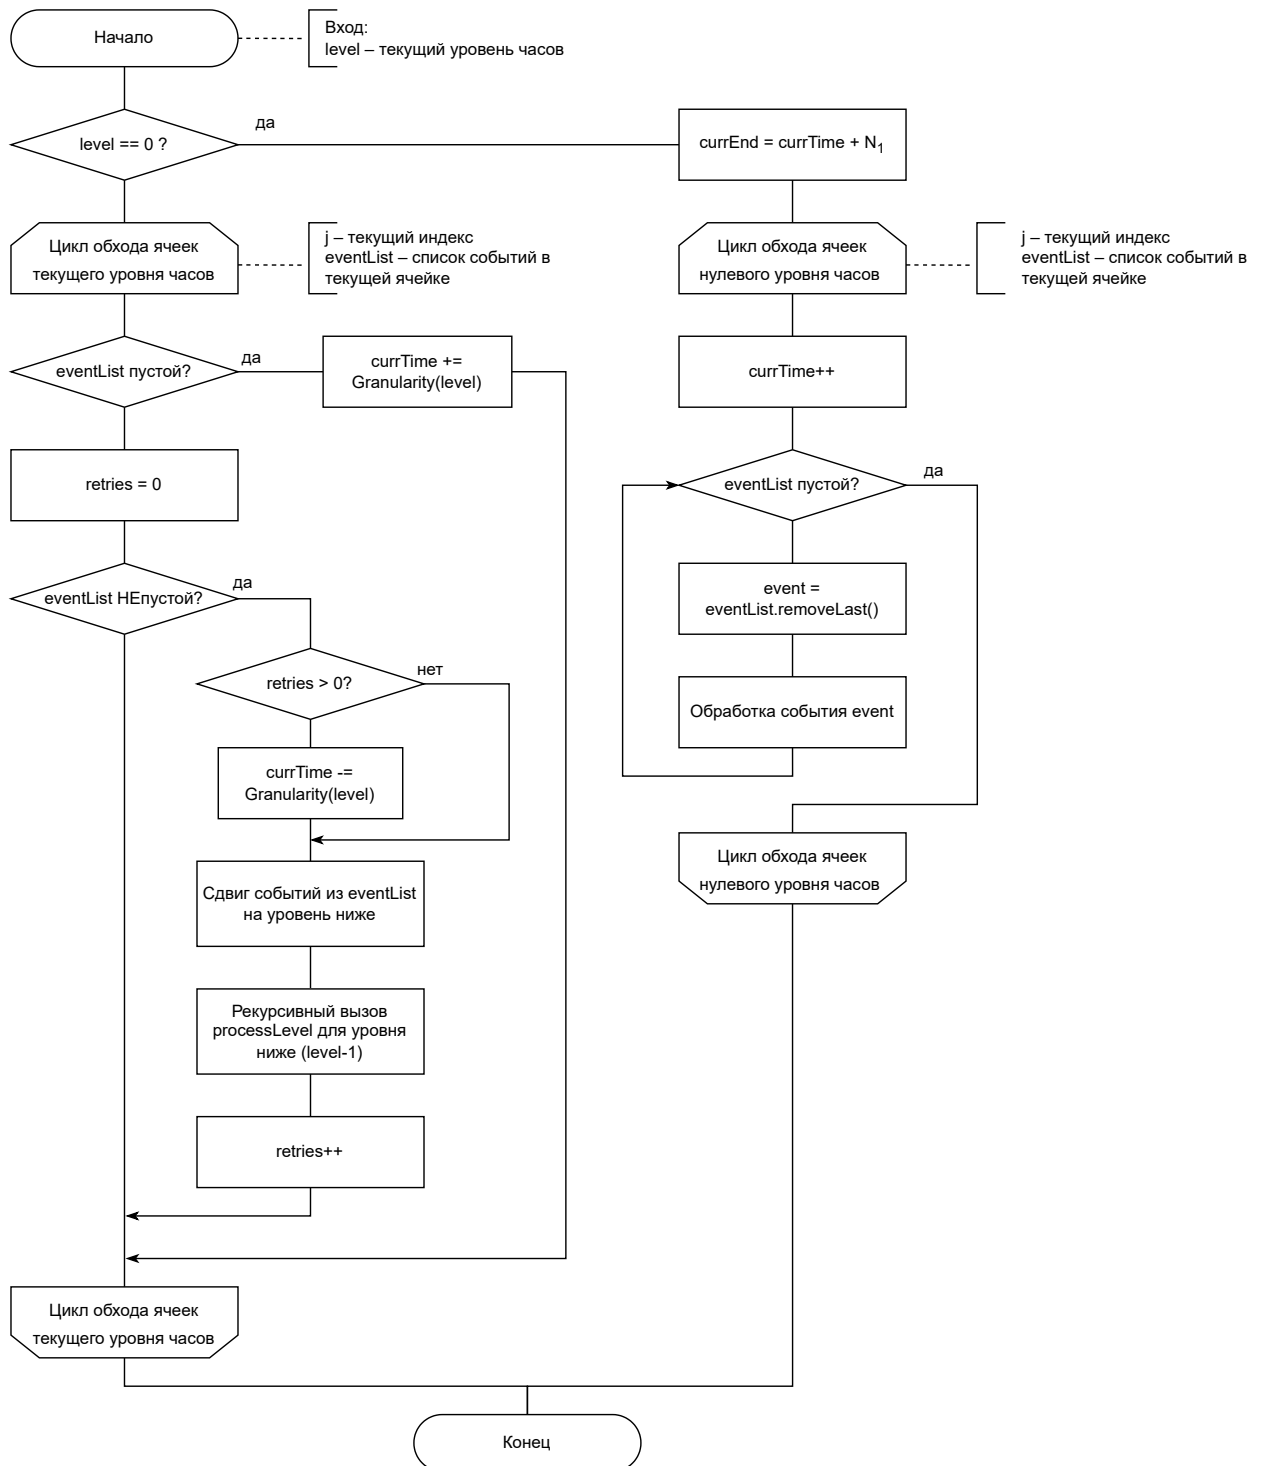 Начало
Вход:
level – текущий уровень часов
level == 0 ?
да
currEnd = currTime + N1
Цикл обхода ячеек
текущего уровня часов
j – текущий индекс
eventList – список событий в
текущей ячейке
Цикл обхода ячеек
нулевого уровня часов
j – текущий индекс
eventList – список событий в
текущей ячейке
eventList пустой?
да
currTime +=
Granularity(level)
currTime++
retries = 0
eventList пустой?
да
eventList НЕпустой?
да
event =
eventList.removeLast()
retries > 0?
нет
Обработка события event
currTime -=
Granularity(level)
Сдвиг событий из eventList
на уровень ниже
Цикл обхода ячеек
нулевого уровня часов
Рекурсивный вызов
processLevel для уровня
ниже (level-1)
retries++
Цикл обхода ячеек
текущего уровня часов
Конец